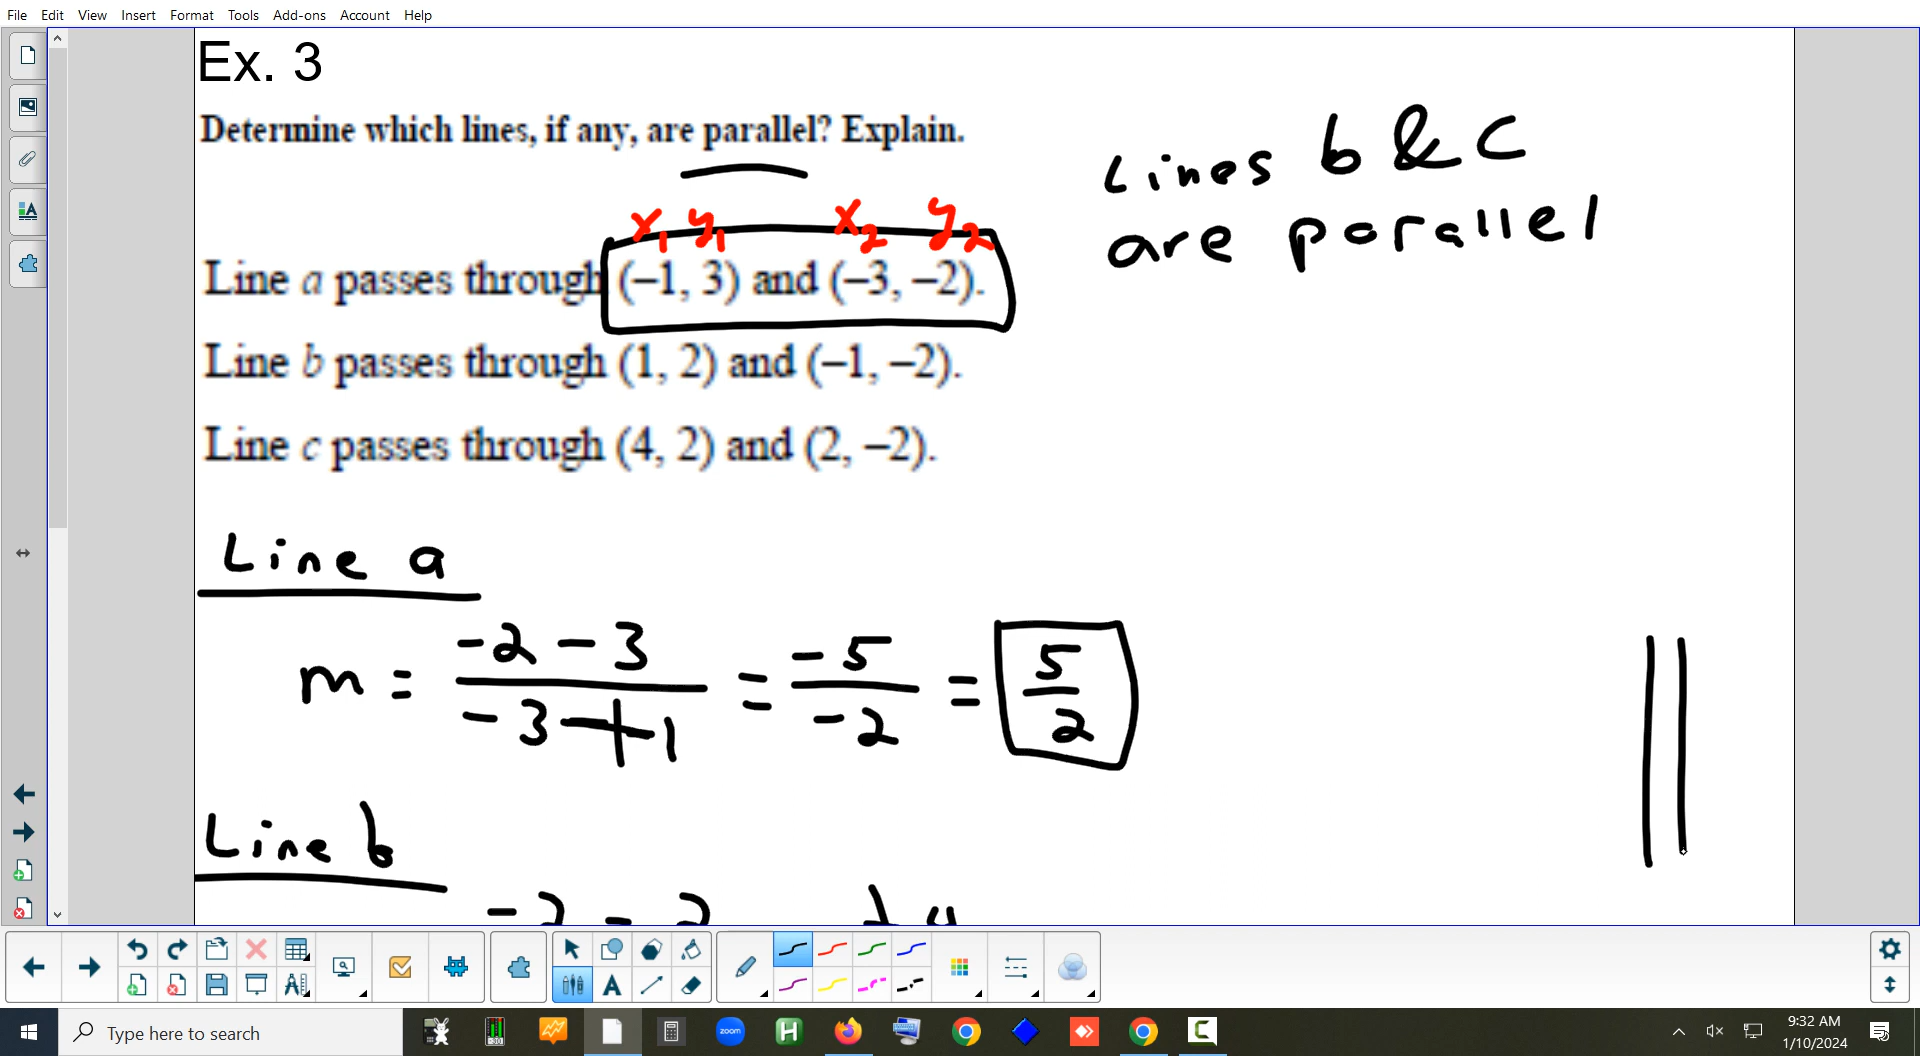 File Edit View Insert Format Tools Add-ons Account Help
Ex. 3
Determine which lines, if any, are parallel? Explain.
Lines b & c
are parallel
x1 y1 x2 y2
Line a passes through (–1, 3) and (–3, –2).
Line b passes through (1, 2) and (–1, –2).
Line c passes through (4, 2) and (2, –2).
Line a
m = -2 - 3 / -3 + 1 = -5 / -2 = 5 / 2
Line b
-2 - 2
Type here to search
zoom
9:32 AM
1/10/2024